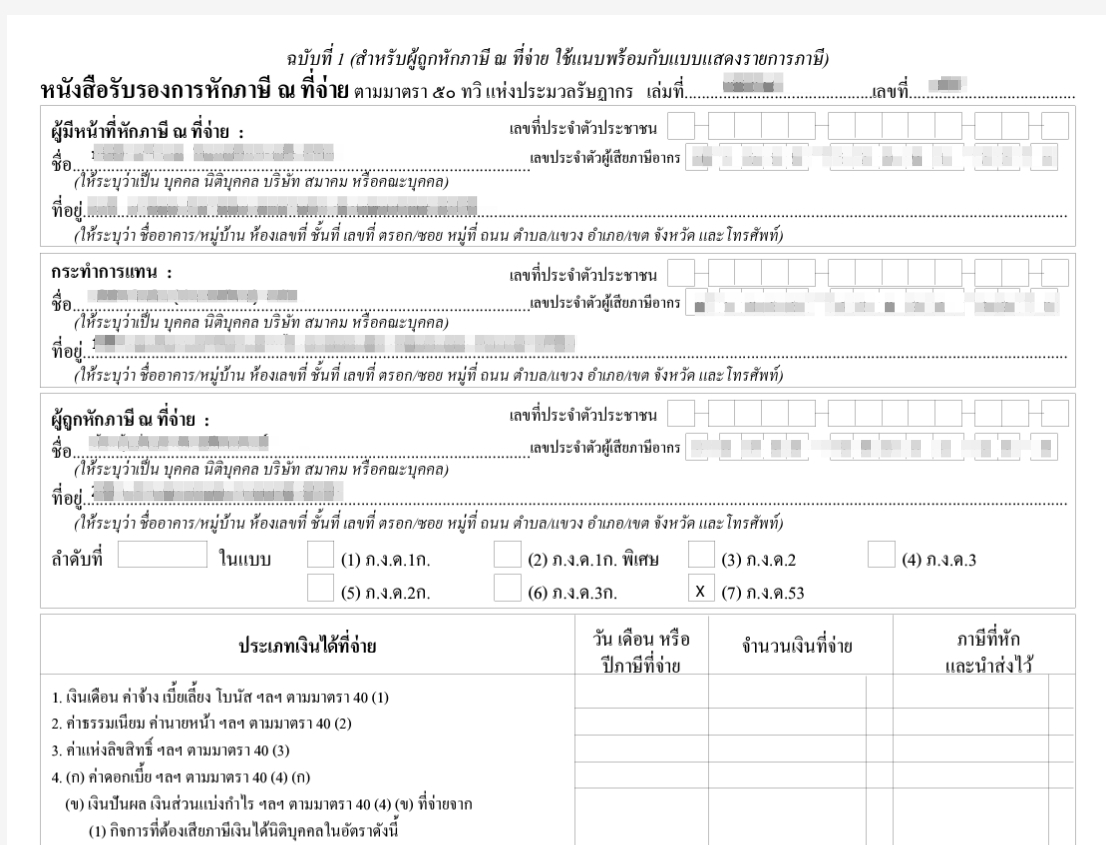 ฉบับที่ 1 (สำหรับผู้ถูกหักภาษี ณ ที่จ่าย ใช้แนบพร้อมกับแบบแสดงรายการภาษี)
หนังสือรับรองการหักภาษี ณ ที่จ่าย ตามมาตรา ๕๐ ทวิ แห่งประมวลรัษฎากร เล่มที่ เลขที่
ผู้มีหน้าที่หักภาษี ณ ที่จ่าย : เลขที่ประจำตัวประชาชน
ชื่อ เลขประจำตัวผู้เสียภาษีอากร
(ให้ระบุว่าเป็น บุคคล นิติบุคคล บริษัท สมาคม หรือคณะบุคคล)
ที่อยู่
(ให้ระบุว่า ชื่ออาคาร/หมู่บ้าน ห้องเลขที่ ชั้นที่ เลขที่ ตรอก/ซอย หมู่ที่ ถนน ตำบล/แขวง อำเภอ/เขต จังหวัด และโทรศัพท์)
กระทำการแทน : เลขที่ประจำตัวประชาชน
ชื่อ เลขประจำตัวผู้เสียภาษีอากร
(ให้ระบุว่าเป็น บุคคล นิติบุคคล บริษัท สมาคม หรือคณะบุคคล)
ที่อยู่
(ให้ระบุว่า ชื่ออาคาร/หมู่บ้าน ห้องเลขที่ ชั้นที่ เลขที่ ตรอก/ซอย หมู่ที่ ถนน ตำบล/แขวง อำเภอ/เขต จังหวัด และโทรศัพท์)
ผู้ถูกหักภาษี ณ ที่จ่าย : เลขที่ประจำตัวประชาชน
ชื่อ เลขประจำตัวผู้เสียภาษีอากร
(ให้ระบุว่าเป็น บุคคล นิติบุคคล บริษัท สมาคม หรือคณะบุคคล)
ที่อยู่
(ให้ระบุว่า ชื่ออาคาร/หมู่บ้าน ห้องเลขที่ ชั้นที่ เลขที่ ตรอก/ซอย หมู่ที่ ถนน ตำบล/แขวง อำเภอ/เขต จังหวัด และโทรศัพท์)
ลำดับที่ ในแบบ (1) ภ.ง.ด.1ก. (2) ภ.ง.ด.1ก. พิเศษ (3) ภ.ง.ด.2 (4) ภ.ง.ด.3
(5) ภ.ง.ด.2ก. (6) ภ.ง.ด.3ก. X (7) ภ.ง.ด.53
ประเภทเงินได้ที่จ่าย วัน เดือน หรือ จำนวนเงินที่จ่าย ภาษีที่หัก
ปีภาษีที่จ่าย และนำส่งไว้
1. เงินเดือน ค่าจ้าง เบี้ยเลี้ยง โบนัส ฯลฯ ตามมาตรา 40 (1)
2. ค่าธรรมเนียม ค่านายหน้า ฯลฯ ตามมาตรา 40 (2)
3. ค่าแห่งลิขสิทธิ์ ฯลฯ ตามมาตรา 40 (3)
4. (ก) ค่าดอกเบี้ย ฯลฯ ตามมาตรา 40 (4) (ก)
(ข) เงินปันผล เงินส่วนแบ่งกำไร ฯลฯ ตามมาตรา 40 (4) (ข) ที่จ่ายจาก
(1) กิจการที่ต้องเสียภาษีเงินได้นิติบุคคลในอัตราดังนี้